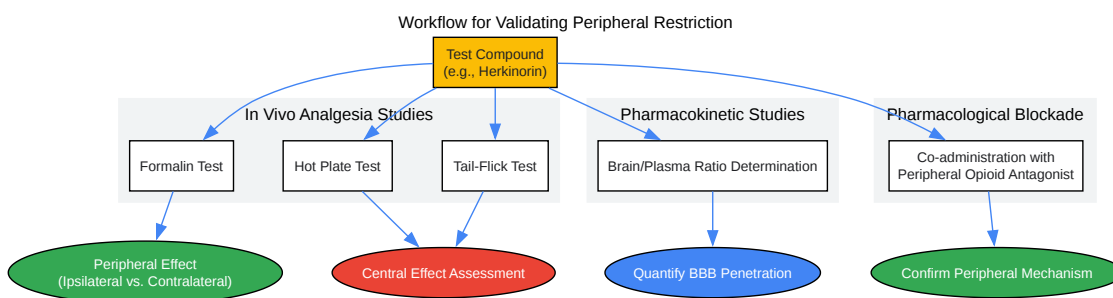 Workflow for Validating Peripheral Restriction
Test Compound
(e.g., Herkinorin)
In Vivo Analgesia Studies
Pharmacokinetic Studies
Pharmacological Blockade
Formalin Test
Hot Plate Test
Tail-Flick Test
Brain/Plasma Ratio Determination
Co-administration with
Peripheral Opioid Antagonist
Peripheral Effect
(Ipsilateral vs. Contralateral)
Central Effect Assessment
Quantify BBB Penetration
Confirm Peripheral Mechanism